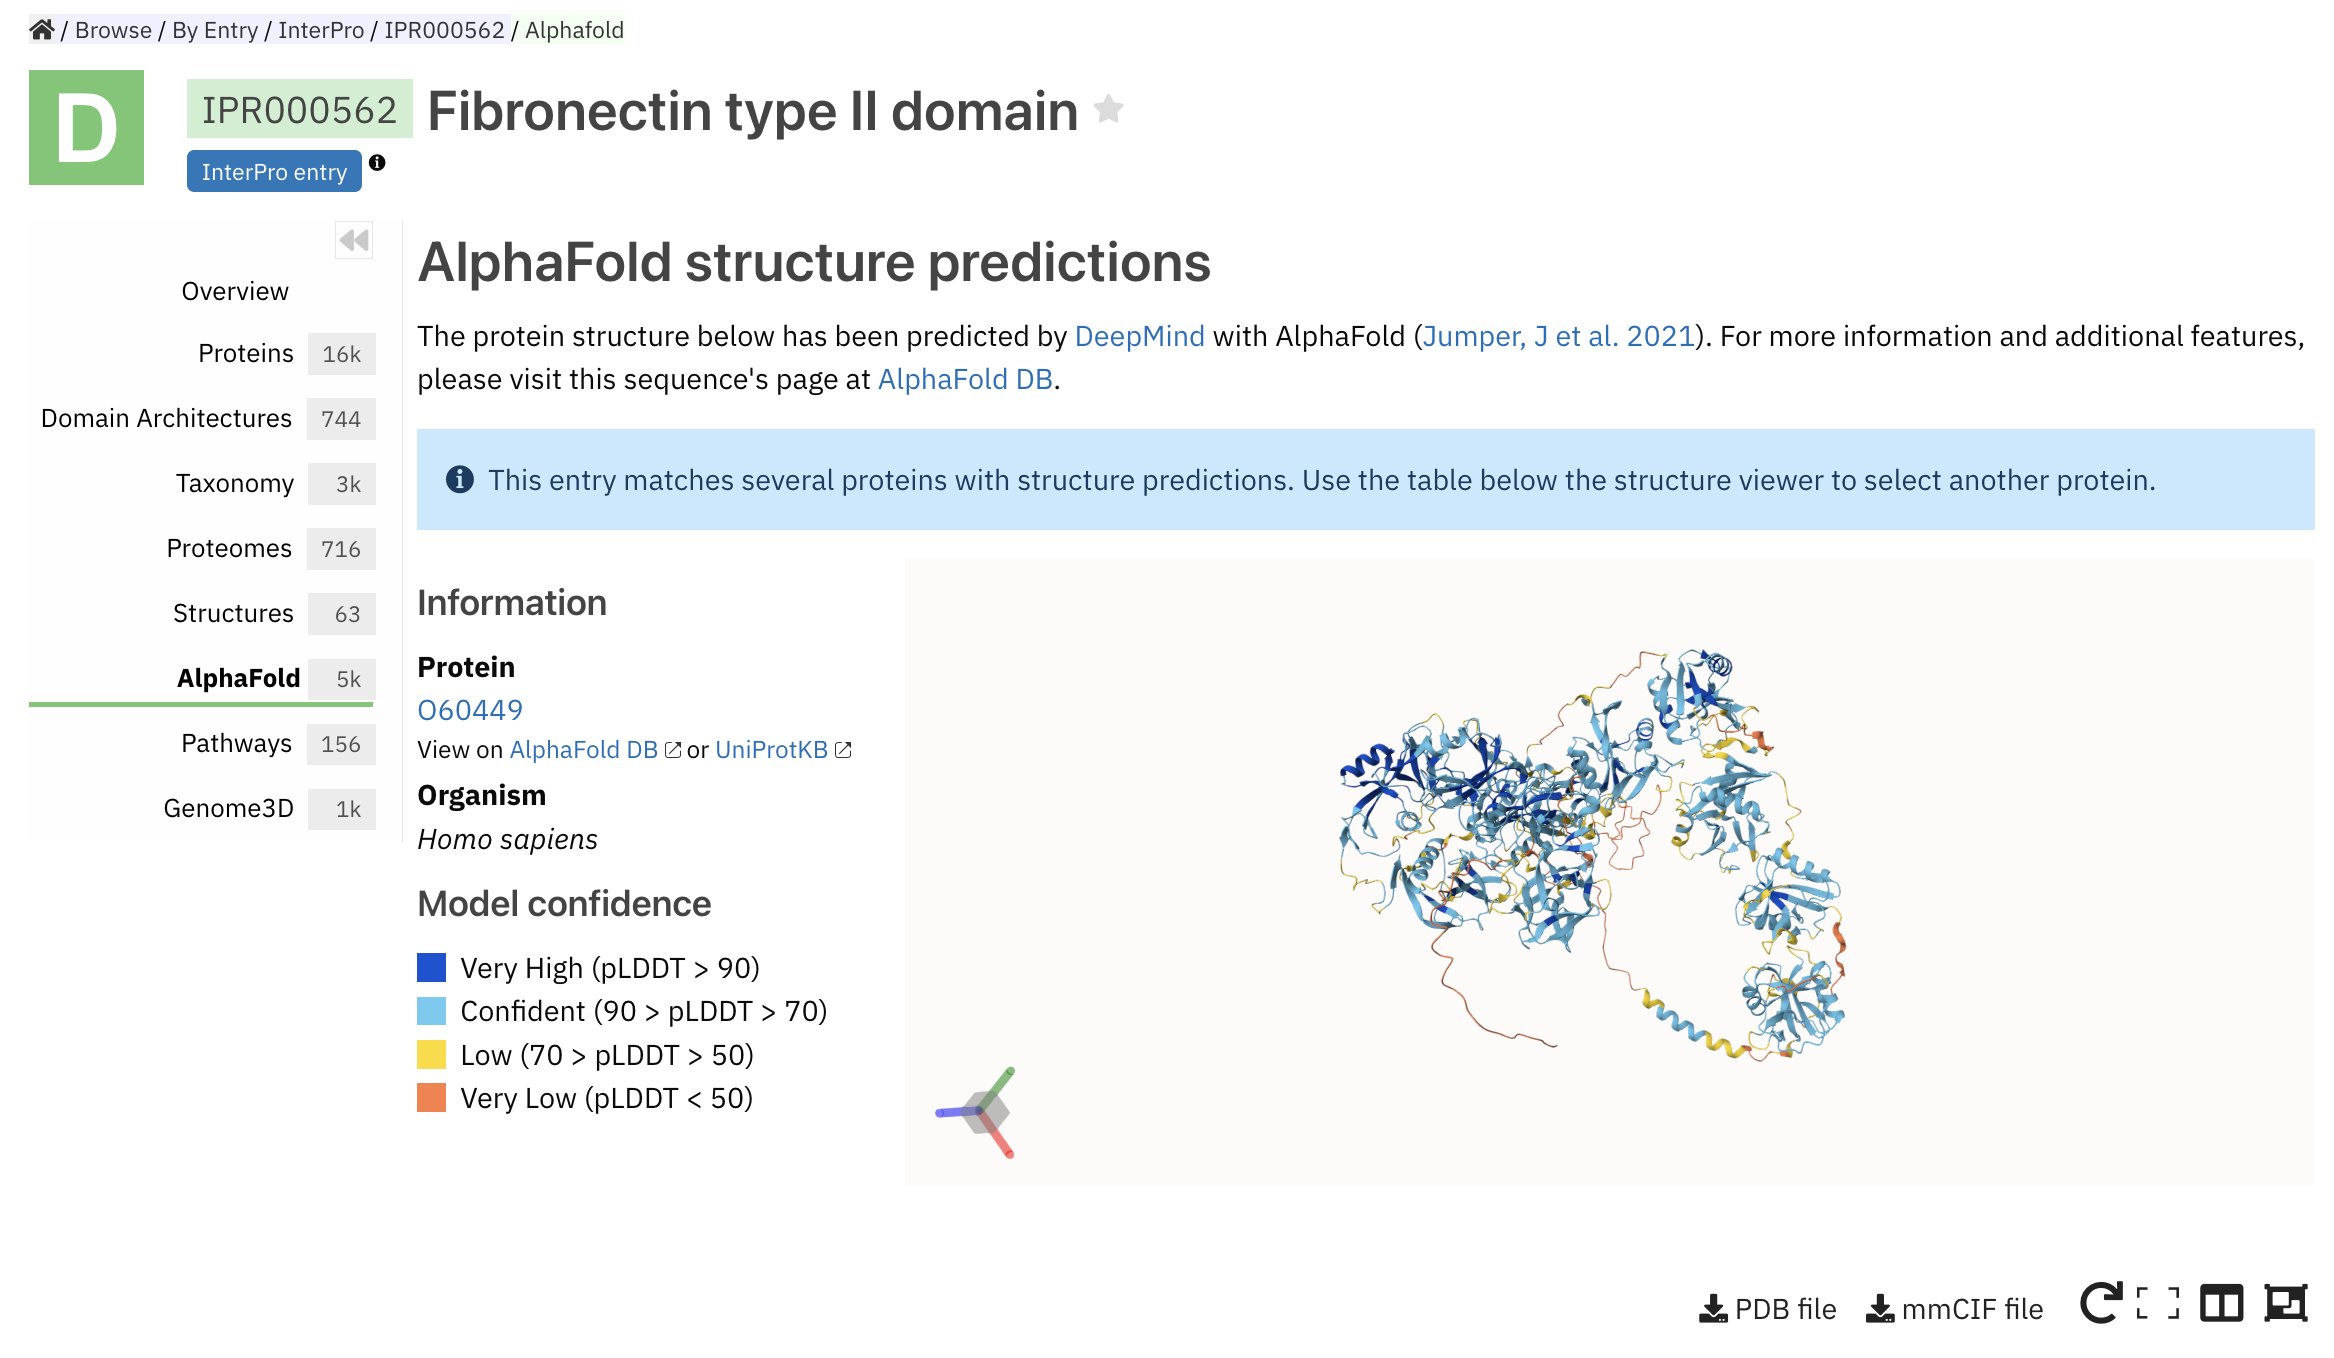 / Browse / By Entry / InterPro / IPR000562 / Alphafold
D
IPR000562 Fibronectin type II domain
InterPro entry
Overview
Proteins 16k
Domain Architectures 744
Taxonomy 3k
Proteomes 716
Structures 63
AlphaFold 5k
Pathways 156
Genome3D 1k
AlphaFold structure predictions
The protein structure below has been predicted by DeepMind with AlphaFold (Jumper, J et al. 2021). For more information and additional features,
please visit this sequence's page at AlphaFold DB.
This entry matches several proteins with structure predictions. Use the table below the structure viewer to select another protein.
Information
Protein
O60449
View on AlphaFold DB or UniProtKB
Organism
Homo sapiens
Model confidence
Very High (pLDDT > 90)
Confident (90 > pLDDT > 70)
Low (70 > pLDDT > 50)
Very Low (pLDDT < 50)
PDB file mmCIF file